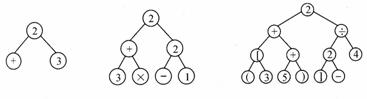 2 2 2
+ 3 + 2 + ÷
3 × − 1 [ + 2 4
( 3 5 ) ] −